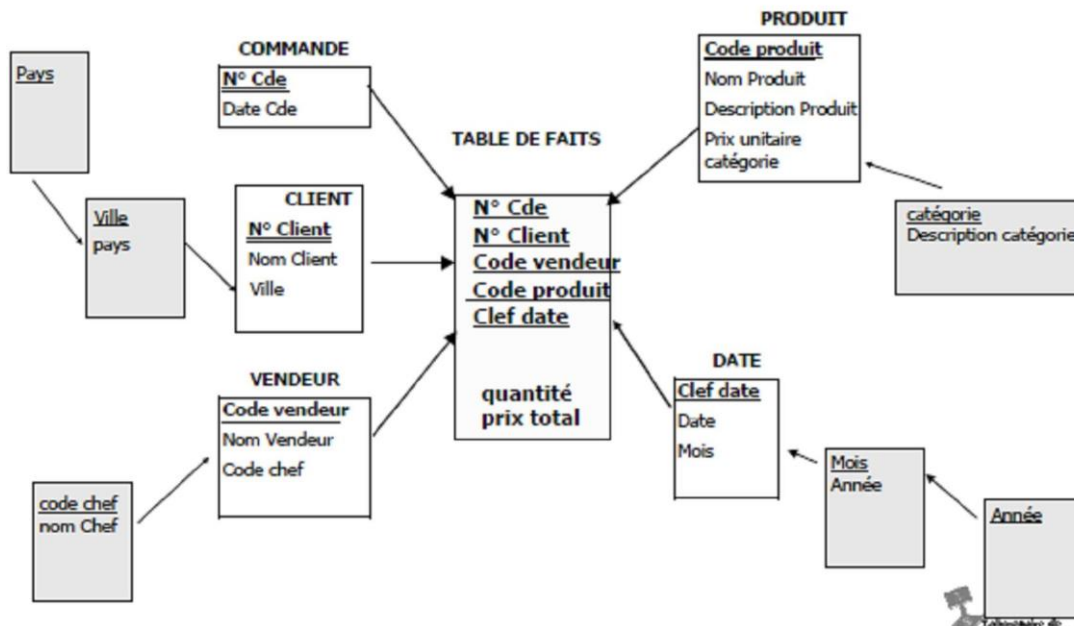 PRODUIT
Code produit
Nom Produit
Description Produit
Prix unitaire
catégorie
COMMANDE
N° Cde
Date Cde
Pays
TABLE DE FAITS
N° Cde
N° Client
Code vendeur
Code produit
Clef date
quantité
prix total
CLIENT
N° Client
Nom Client
Ville
Ville
pays
catégorie
Description catégorie
VENDEUR
Code vendeur
Nom Vendeur
Code chef
code chef
nom Chef
DATE
Clef date
Date
Mois
Mois
Année
Année